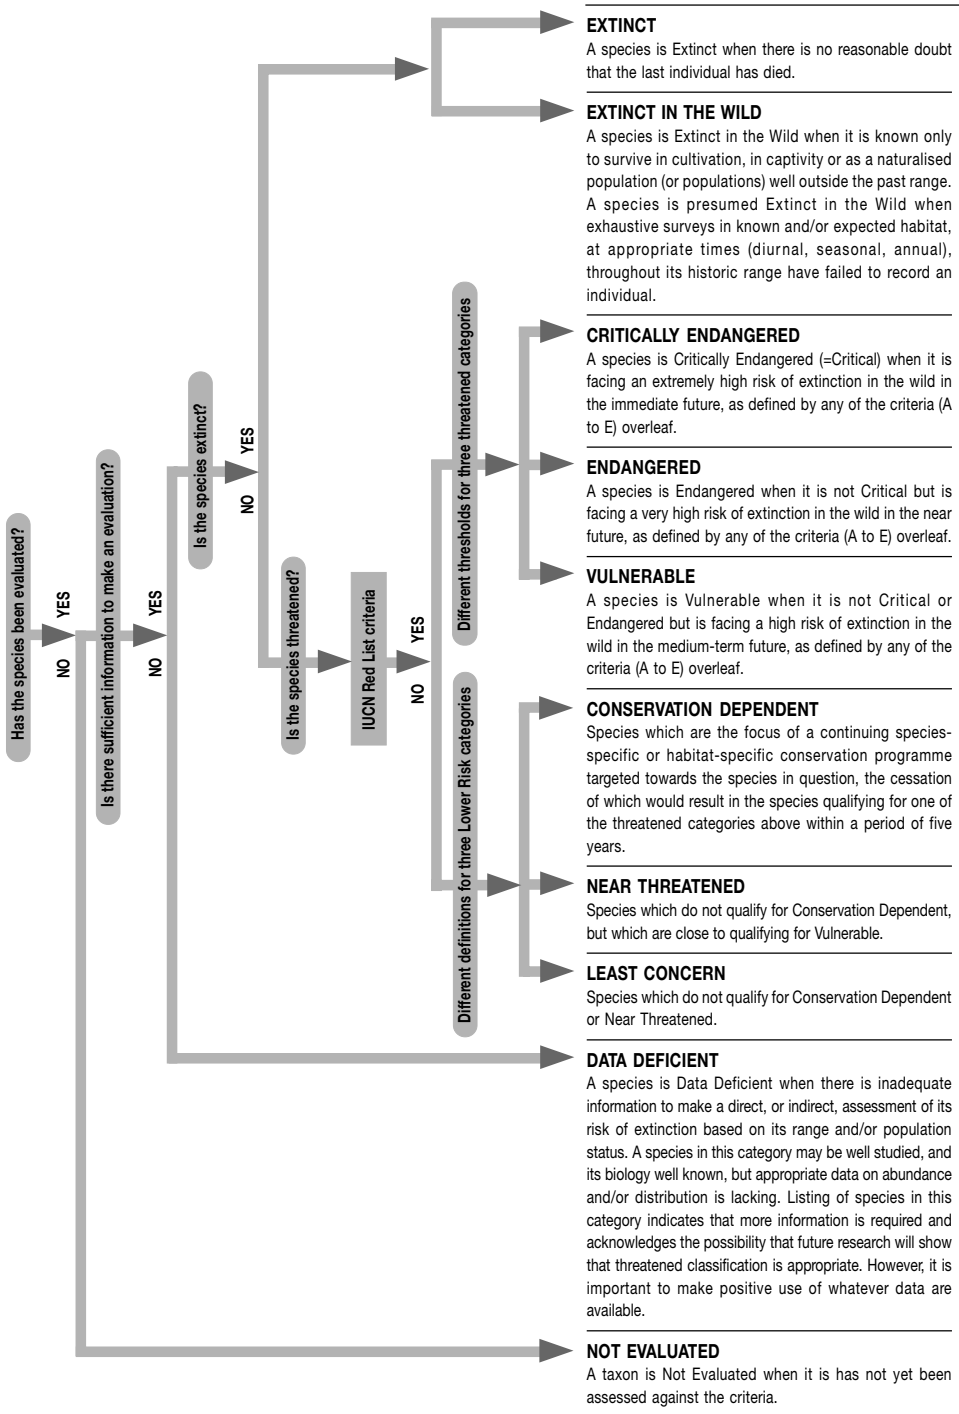 Has the species been evaluated?
NO YES
Is there sufficient information to make an evaluation?
NO YES
Is the species extinct?
NO YES
Is the species threatened?
IUCN Red List criteria
NO YES
Different definitions for three Lower Risk categories
Different thresholds for three threatened categories
EXTINCT
A species is Extinct when there is no reasonable doubt
that the last individual has died.
EXTINCT IN THE WILD
A species is Extinct in the Wild when it is known only
to survive in cultivation, in captivity or as a naturalised
population (or populations) well outside the past range.
A species is presumed Extinct in the Wild when
exhaustive surveys in known and/or expected habitat,
at appropriate times (diurnal, seasonal, annual),
throughout its historic range have failed to record an
individual.
CRITICALLY ENDANGERED
A species is Critically Endangered (=Critical) when it is
facing an extremely high risk of extinction in the wild in
the immediate future, as defined by any of the criteria (A
to E) overleaf.
ENDANGERED
A species is Endangered when it is not Critical but is
facing a very high risk of extinction in the wild in the near
future, as defined by any of the criteria (A to E) overleaf.
VULNERABLE
A species is Vulnerable when it is not Critical or
Endangered but is facing a high risk of extinction in the
wild in the medium-term future, as defined by any of the
criteria (A to E) overleaf.
CONSERVATION DEPENDENT
Species which are the focus of a continuing species-
specific or habitat-specific conservation programme
targeted towards the species in question, the cessation
of which would result in the species qualifying for one of
the threatened categories above within a period of five
years.
NEAR THREATENED
Species which do not qualify for Conservation Dependent,
but which are close to qualifying for Vulnerable.
LEAST CONCERN
Species which do not qualify for Conservation Dependent
or Near Threatened.
DATA DEFICIENT
A species is Data Deficient when there is inadequate
information to make a direct, or indirect, assessment of its
risk of extinction based on its range and/or population
status. A species in this category may be well studied, and
its biology well known, but appropriate data on abundance
and/or distribution is lacking. Listing of species in this
category indicates that more information is required and
acknowledges the possibility that future research will show
that threatened classification is appropriate. However, it is
important to make positive use of whatever data are
available.
NOT EVALUATED
A taxon is Not Evaluated when it is has not yet been
assessed against the criteria.